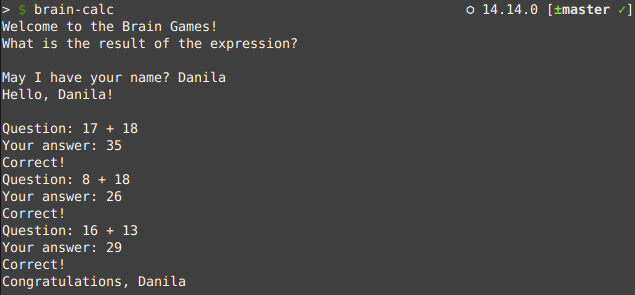 > $ brain-calc ⬡ 14.14.0 [±master ✓]
Welcome to the Brain Games!
What is the result of the expression?

May I have your name? Danila
Hello, Danila!

Question: 17 + 18
Your answer: 35
Correct!
Question: 8 + 18
Your answer: 26
Correct!
Question: 16 + 13
Your answer: 29
Correct!
Congratulations, Danila